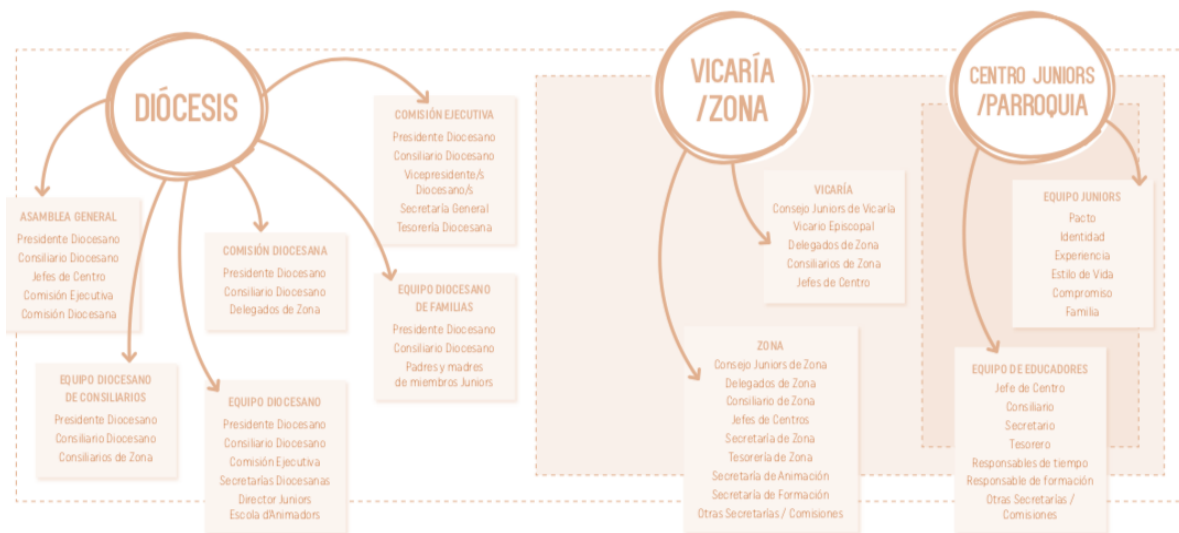 DIÓCESIS
ASAMBLEA GENERAL
Presidente Diocesano
Consiliario Diocesano
Jefes de Centro
Comisión Ejecutiva
Comisión Diocesana
EQUIPO DIOCESANO
DE CONSILIARIOS
Presidente Diocesano
Consiliario Diocesano
Consiliarios de Zona
EQUIPO DIOCESANO
Presidente Diocesano
Consiliario Diocesano
Comisión Ejecutiva
Secretarías Diocesanas
Director Juniors
Escola d'Animadors
COMISIÓN DIOCESANA
Presidente Diocesano
Consiliario Diocesano
Delegados de Zona
EQUIPO DIOCESANO
DE FAMILIAS
Presidente Diocesano
Consiliario Diocesano
Padres y madres
de miembros Juniors
COMISIÓN EJECUTIVA
Presidente Diocesano
Consiliario Diocesano
Vicepresidente/s
Diocesano/s
Secretaría General
Tesorería Diocesana
VICARÍA
/ZONA
VICARÍA
Consejo Juniors de Vicaría
Vicario Episcopal
Delegados de Zona
Consiliarios de Zona
Jefes de Centro
ZONA
Consejo Juniors de Zona
Delegados de Zona
Consiliario de Zona
Jefes de Centros
Secretaría de Zona
Tesorería de Zona
Secretaría de Animación
Secretaría de Formación
Otras Secretarías / Comisiones
CENTRO JUNIORS
/PARROQUIA
EQUIPO JUNIORS
Pacto
Identidad
Experiencia
Estilo de Vida
Compromiso
Familia
EQUIPO DE EDUCADORES
Jefe de Centro
Consiliario
Secretario
Tesorero
Responsables de tiempo
Responsable de formación
Otras Secretarías /
Comisiones